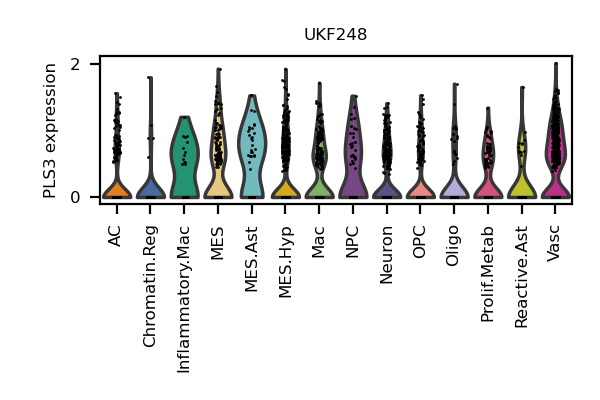 UKF248
PLS3 expression
2
0
AC
Chromatin.Reg
Inflammatory.Mac
MES
MES.Ast
MES.Hyp
Mac
NPC
Neuron
OPC
Oligo
Prolif.Metab
Reactive.Ast
Vasc